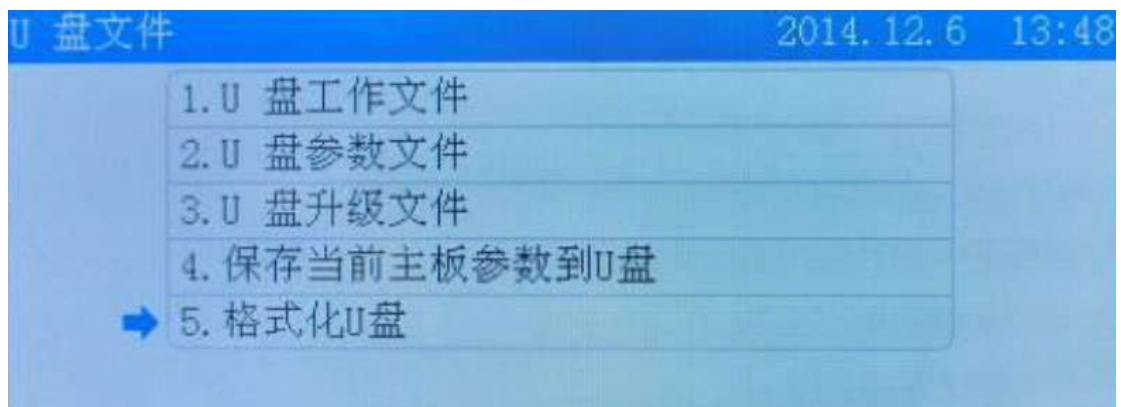 U 盘文件 2014.12.6 13:48
1.U 盘工作文件
2.U 盘参数文件
3.U 盘升级文件
4.保存当前主板参数到U盘
5.格式化U盘